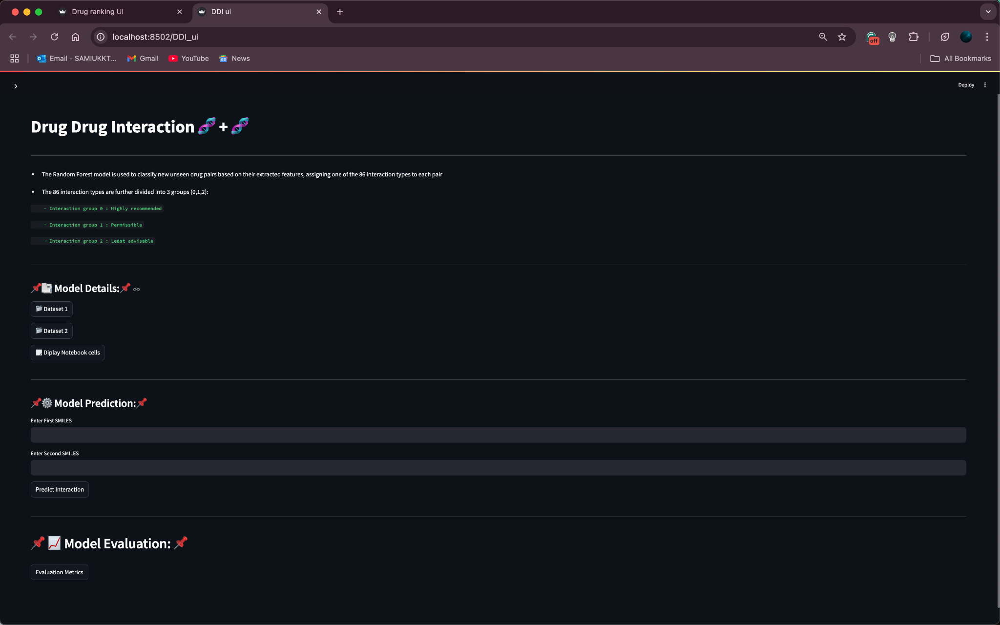 Drug ranking UI
DDI ui
localhost:8502/DDI_ui
off
Email - SAMIUKKT...
Gmail
YouTube
News
All Bookmarks
Deploy
Drug Drug Interaction 🧬 + 🧬
• The Random Forest model is used to classify new unseen drug pairs based on their extracted features, assigning one of the 86 interaction types to each pair
• The 86 interaction types are further divided into 3 groups (0,1,2):
- Interaction group 0 : Highly recommended
- Interaction group 1 : Permissible
- Interaction group 2 : Least advisable
Model Details:
Dataset 1
Dataset 2
Diplay Notebook cells
Model Prediction:
Enter First SMILES
Enter Second SMILES
Predict Interaction
Model Evaluation:
Evaluation Metrics